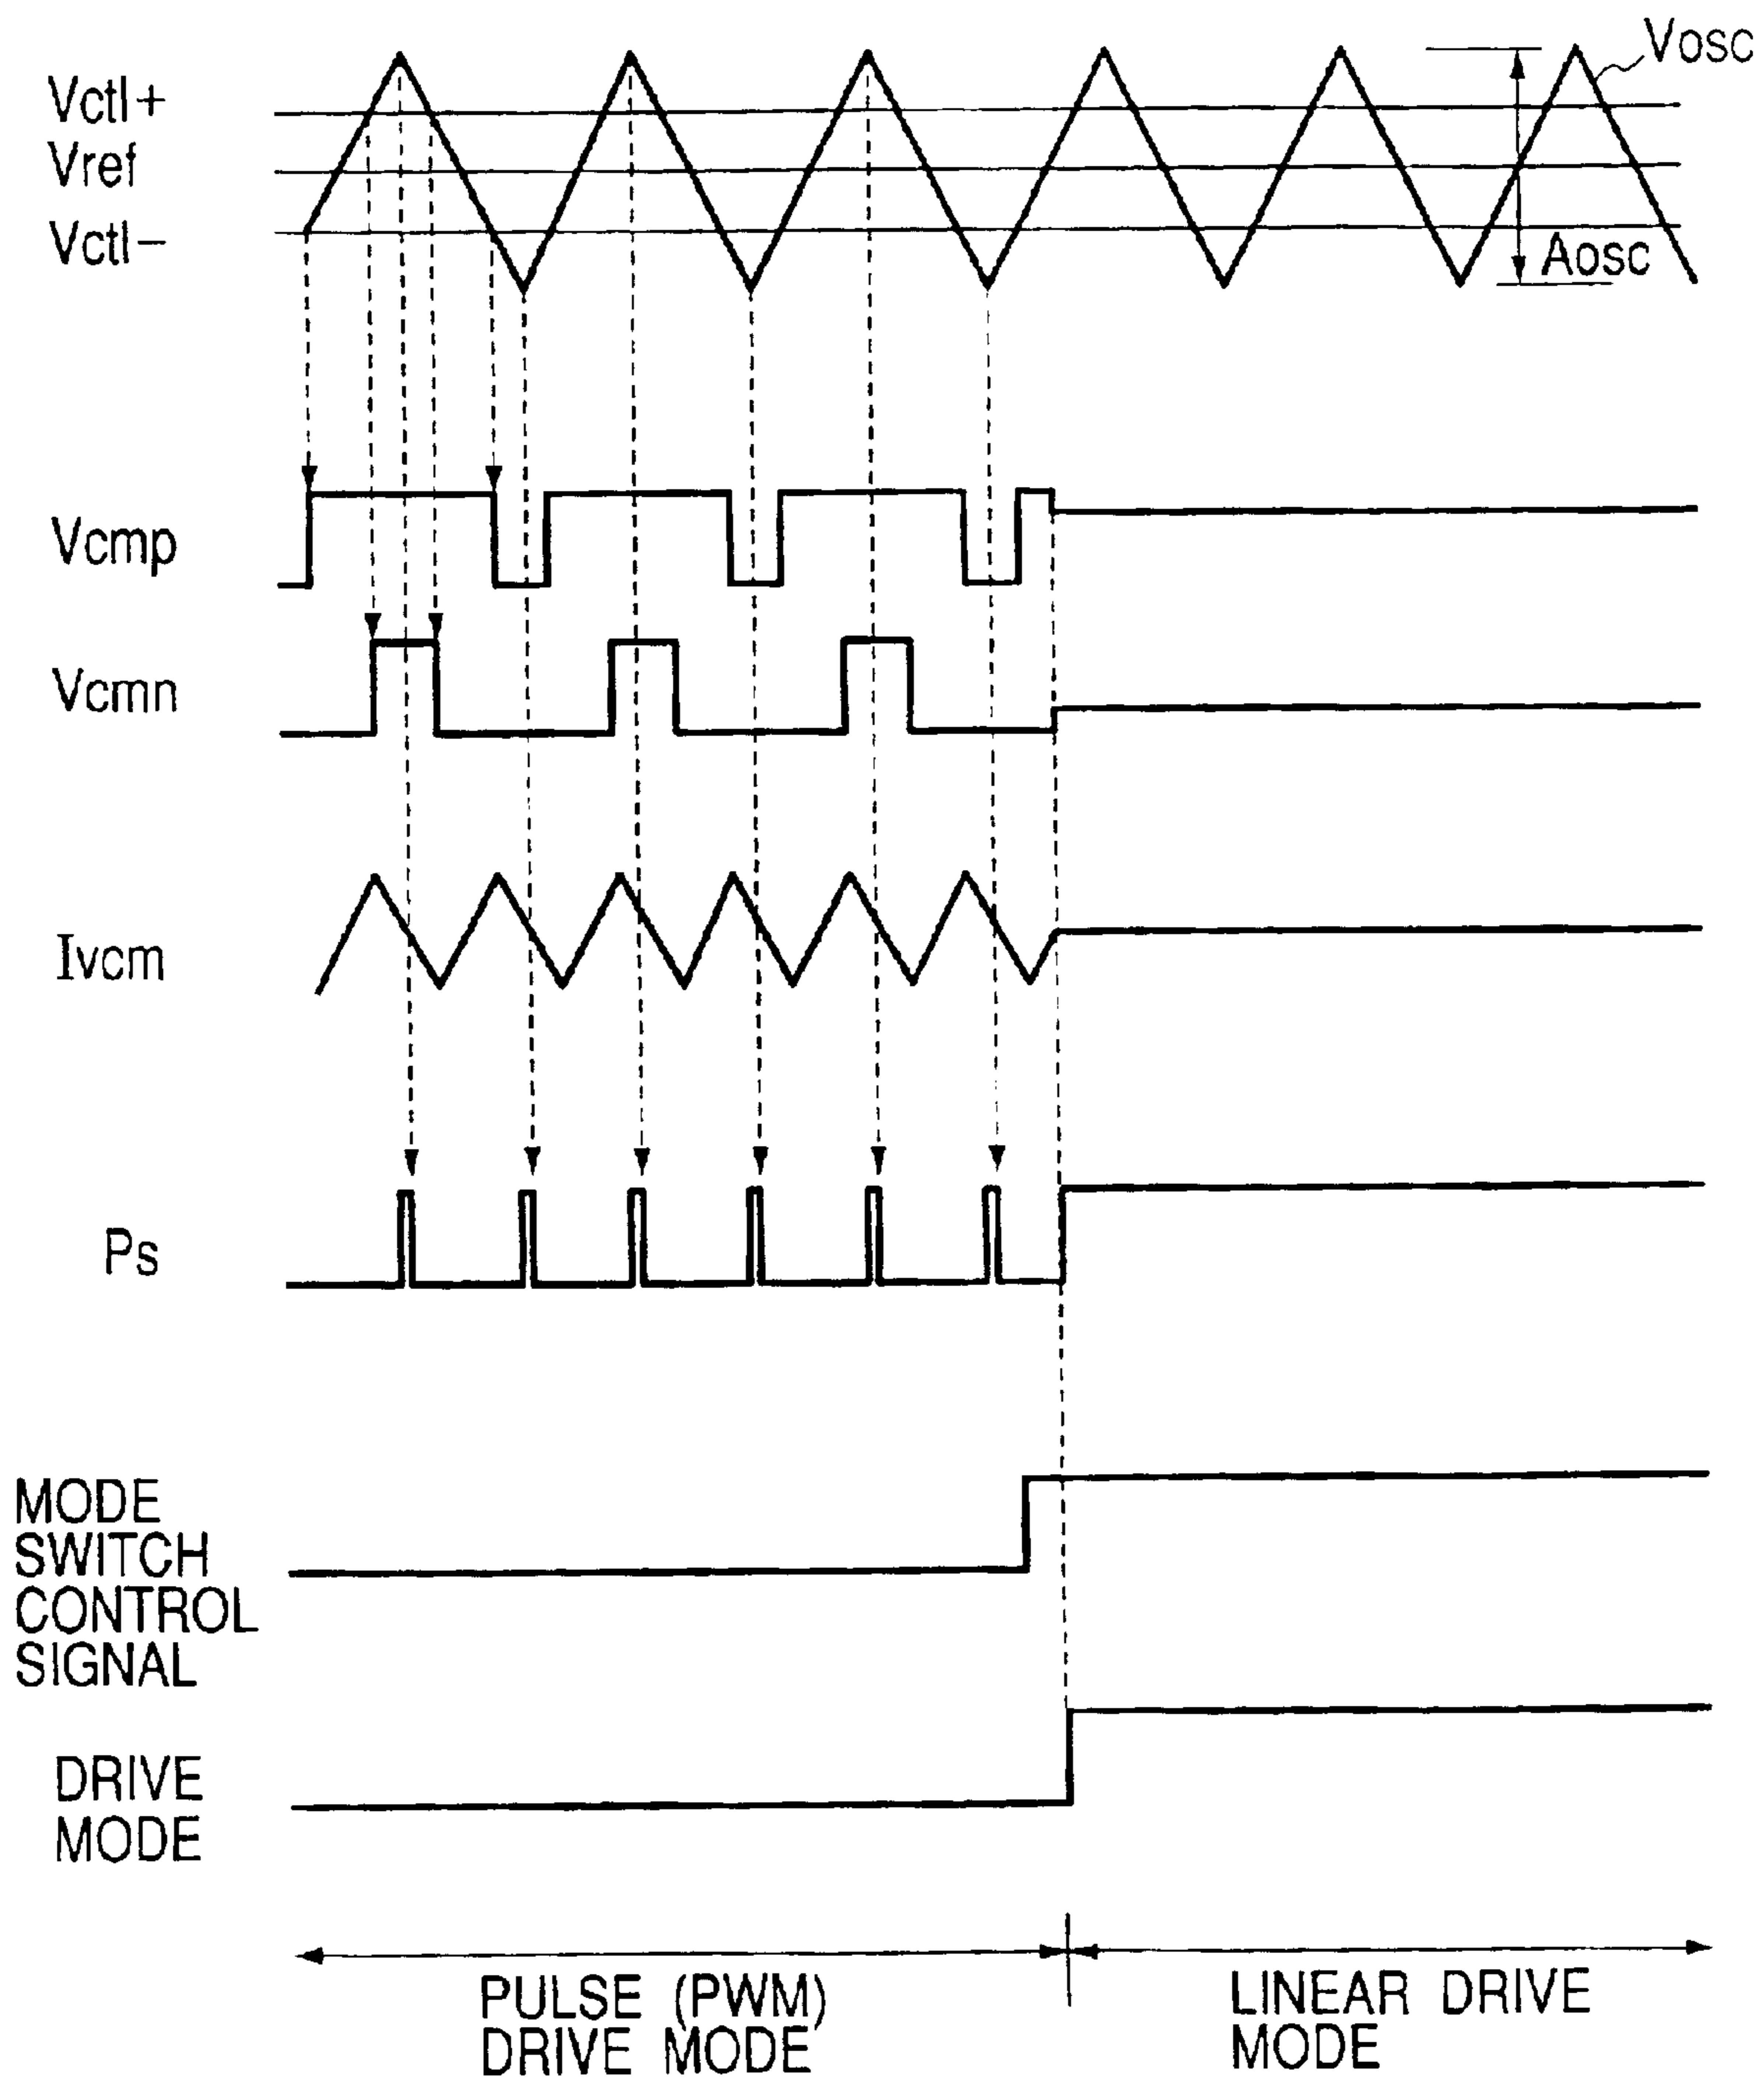 Vosc
Vctl+
Vref
Vctl−
Aosc
Vcmp
Vcmn
Ivcm
Ps
MODE
SWITCH
CONTROL
SIGNAL
DRIVE
MODE
PULSE (PWM)
DRIVE MODE
LINEAR DRIVE
MODE